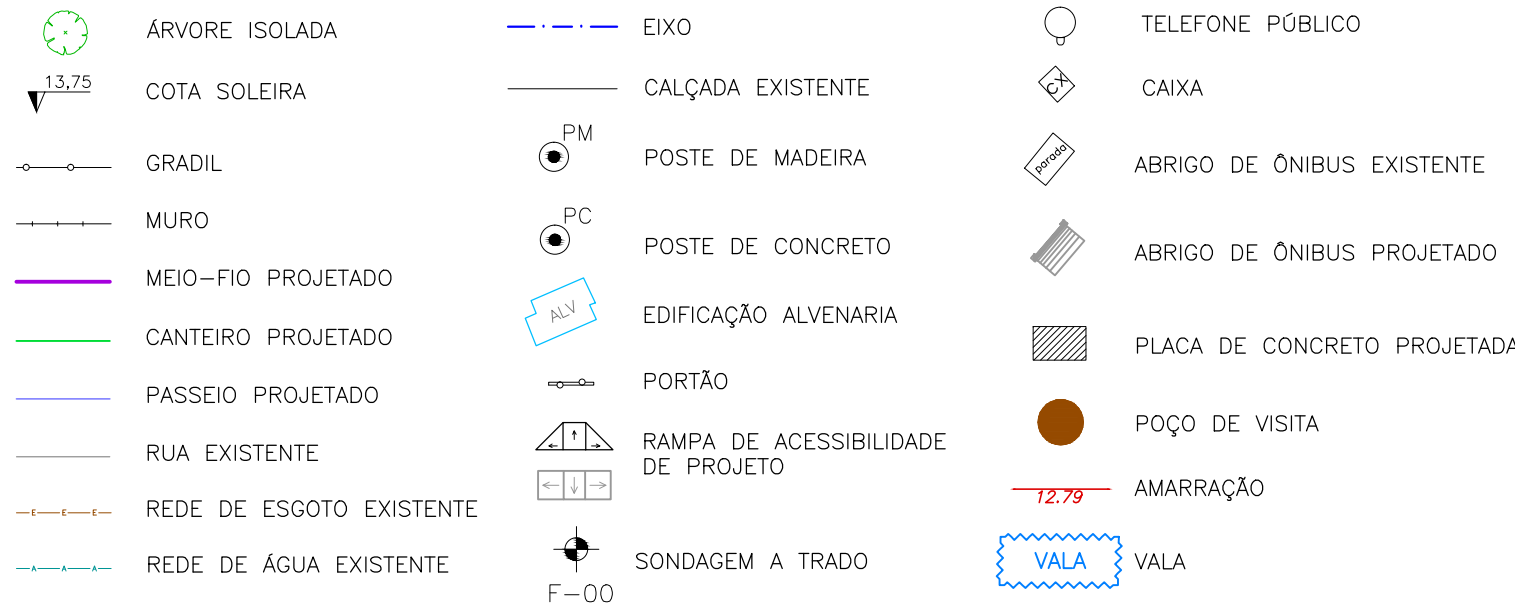 ÁRVORE ISOLADA
13,75
COTA SOLEIRA
GRADIL
MURO
MEIO-FIO PROJETADO
CANTEIRO PROJETADO
PASSEIO PROJETADO
RUA EXISTENTE
E E E
REDE DE ESGOTO EXISTENTE
A A A
REDE DE ÁGUA EXISTENTE
EIXO
CALÇADA EXISTENTE
PM
POSTE DE MADEIRA
PC
POSTE DE CONCRETO
ALV
EDIFICAÇÃO ALVENARIA
PORTÃO
RAMPA DE ACESSIBILIDADE
DE PROJETO
SONDAGEM A TRADO
F-00
TELEFONE PÚBLICO
CX
CAIXA
parada
ABRIGO DE ÔNIBUS EXISTENTE
ABRIGO DE ÔNIBUS PROJETADO
PLACA DE CONCRETO PROJETADA
POÇO DE VISITA
12.79
AMARRAÇÃO
VALA
VALA